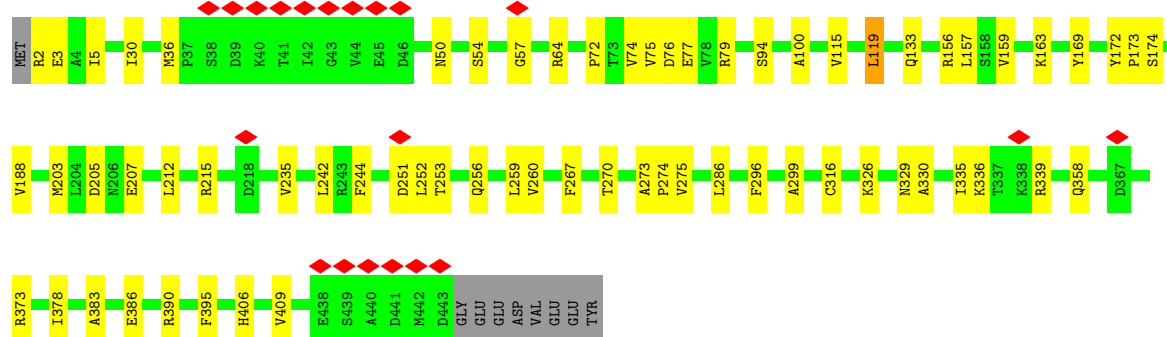 MET R2 E3 A4 I5 I30 M36 P37 S38 D39 K40 T41 I42 G43 V44 E45 D46 N50 S54 G57 R64 P72 T73 V74 V75 D76 E77 V78 R79 S94 A100 V115 L119 Q133 R156 L157 S158 V159 K163 Y169 Y172 P173 S174
V188 M203 L204 D205 N206 E207 L212 R215 D218 V235 L242 R243 F244 D251 L252 T253 Q256 L259 V260 F267 T270 A273 P274 V275 L286 F296 A299 C316 K326 N329 A330 I335 K336 T337 K338 R339 Q358 D367
R373 I378 A383 E386 R390 F395 H406 V409 E438 S439 A440 D441 M442 D443 GLY GLU GLU ASP VAL GLU GLU TYR